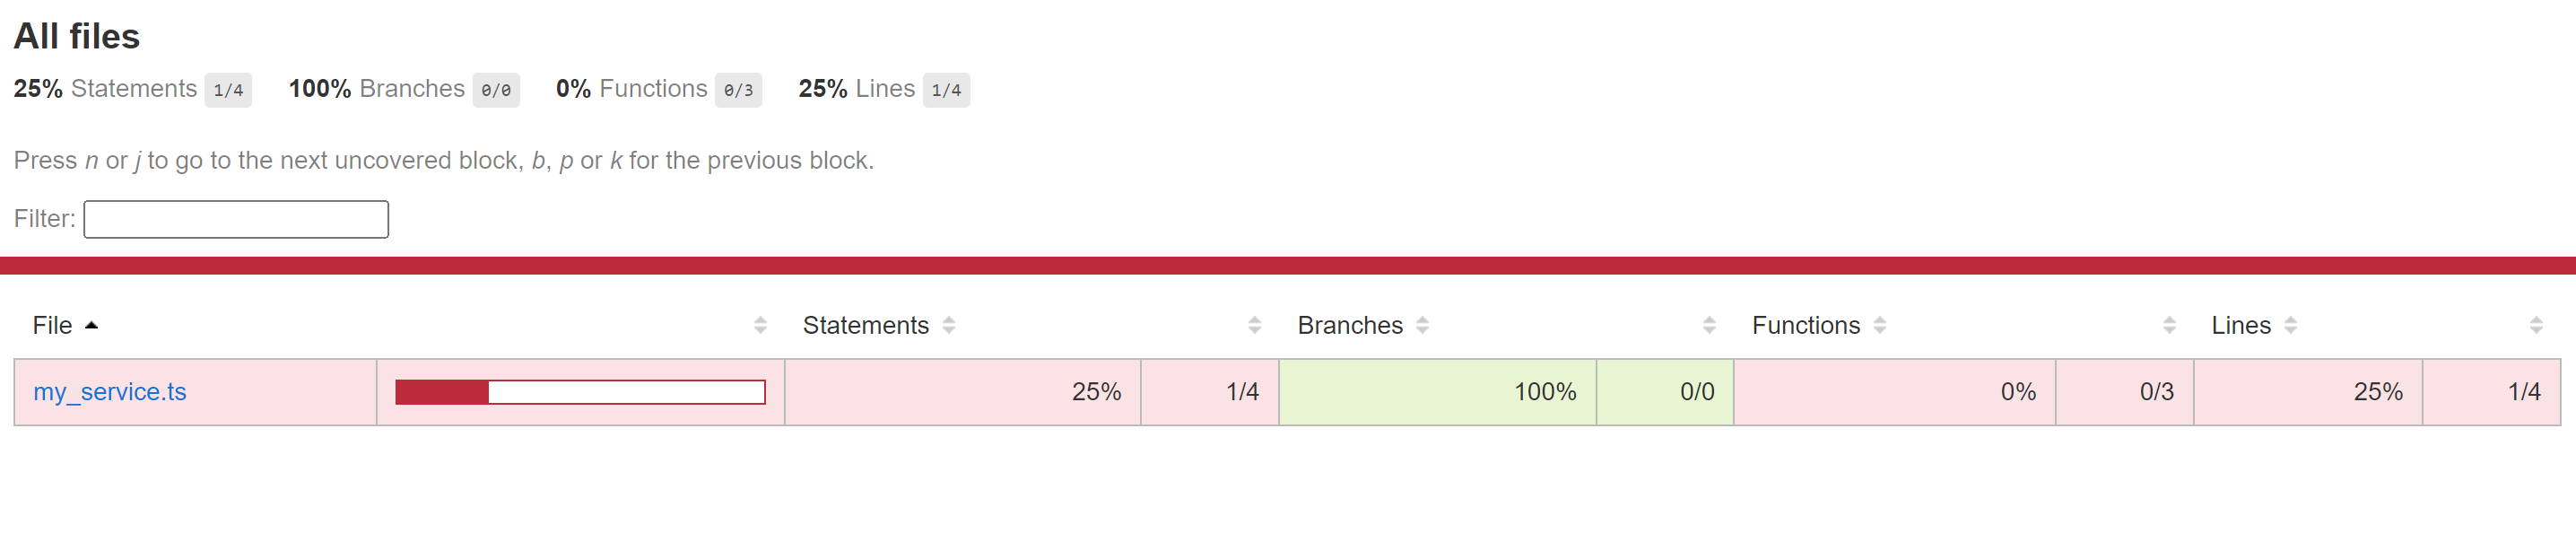 All files
25% Statements 1/4 100% Branches 0/0 0% Functions 0/3 25% Lines 1/4
Press n or j to go to the next uncovered block, b, p or k for the previous block.
Filter:
File Statements Branches Functions Lines
my_service.ts 25% 1/4 100% 0/0 0% 0/3 25% 1/4